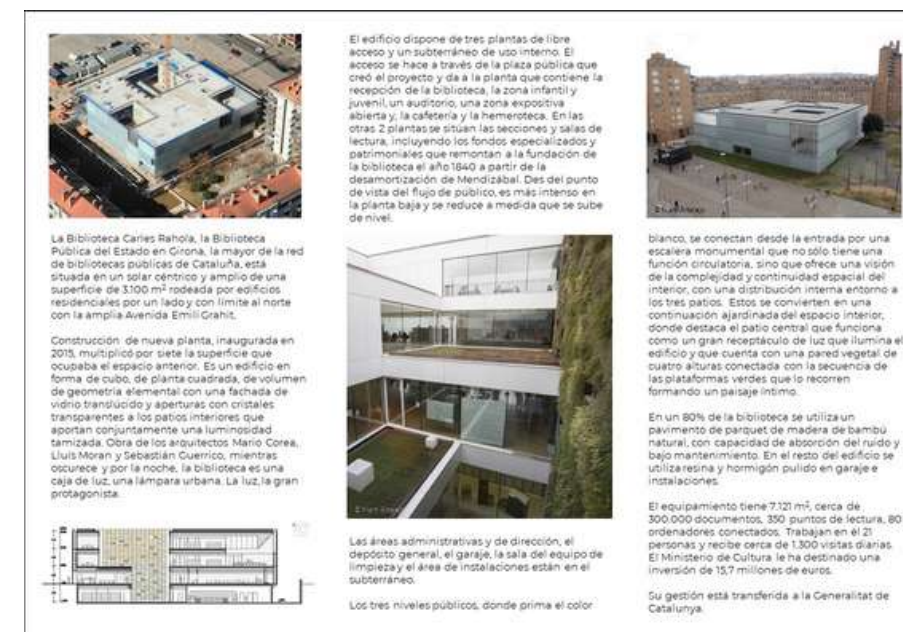 La Biblioteca Carles Rahola, la Biblioteca
Pública del Estado en Girona, la mayor de la red
de bibliotecas públicas de Cataluña, está
situada en un solar céntrico y amplio de una
superficie de 3.100 m² rodeada por edificios
residenciales por un lado y con límite al norte
con la amplia Avenida Emili Grahit.
Construcción de nueva planta, inaugurada en
2015, multiplicó por siete la superficie que
ocupaba el espacio anterior. Es un edificio en
forma de cubo, de planta cuadrada, de volumen
de geometría elemental con una fachada de
vidrio translúcido y aperturas con cristales
transparentes a los patios interiores que
aportan conjuntamente una luminosidad
tamizada. Obra de los arquitectos Mario Corea,
Lluís Moran y Sebastián Guerrico, mientras
oscurece y por la noche, la biblioteca es una
caja de luz, una lámpara urbana. La luz, la gran
protagonista.
El edificio dispone de tres plantas de libre
acceso y un subterráneo de uso interno. El
acceso se hace a través de la plaza pública que
creó el proyecto y da a la planta que contiene la
recepción de la biblioteca, la zona infantil y
juvenil, un auditorio, una zona expositiva
abierta y, la cafetería y la hemeroteca. En las
otras 2 plantas se sitúan las secciones y salas de
lectura, incluyendo los fondos especializados y
patrimoniales que remontan a la fundación de
la biblioteca el año 1840 a partir de la
desamortización de Mendizábal. Des del punto
de vista del flujo de público, es más intenso en
la planta baja y se reduce a medida que se sube
de nivel.
Las áreas administrativas y de dirección, el
depósito general, el garaje, la sala del equipo de
limpieza y el área de instalaciones están en el
subterráneo.
Los tres niveles públicos, donde prima el color
blanco, se conectan desde la entrada por una
escalera monumental que no sólo tiene una
función circulatoria, sino que ofrece una visión
de la complejidad y continuidad espacial del
interior, con una distribución interna entorno a
los tres patios. Estos se convierten en una
continuación ajardinada del espacio interior,
donde destaca el patio central que funciona
como un gran receptáculo de luz que ilumina el
edificio y que cuenta con una pared vegetal de
cuatro alturas conectada con la secuencia de
las plataformas verdes que lo recorren
formando un paisaje íntimo.
En un 80% de la biblioteca se utiliza un
pavimento de parquet de madera de bambú
natural, con capacidad de absorción del ruido y
bajo mantenimiento. En el resto del edificio se
utiliza resina y hormigón pulido en garaje e
instalaciones.
El equipamiento tiene 7.121 m², cerca de
300.000 documentos, 350 puntos de lectura, 80
ordenadores conectados. Trabajan en él 21
personas y recibe cerca de 1.300 visitas diarias.
El Ministerio de Cultura le ha destinado una
inversión de 15,7 millones de euros.
Su gestión está transferida a la Generalitat de
Catalunya.